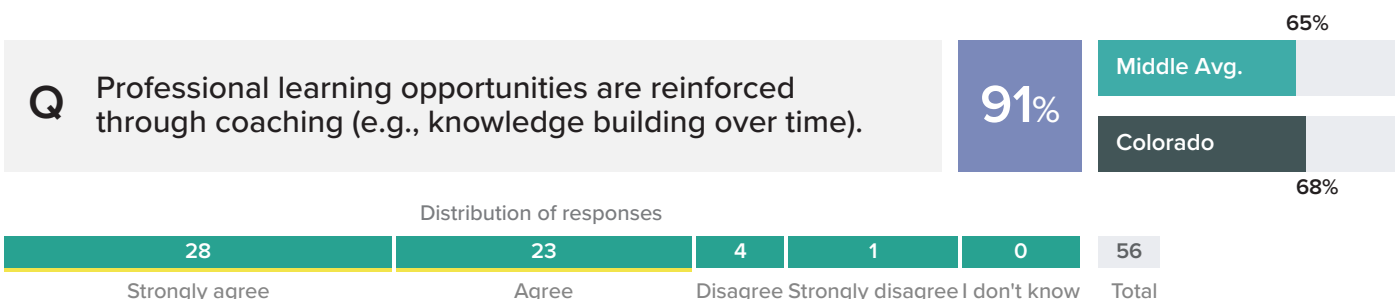 65%
Q Professional learning opportunities are reinforced
through coaching (e.g., knowledge building over time).
91%
Middle Avg.
Colorado
68%
Distribution of responses
28 23 4 1 0 56
Strongly agree Agree Disagree Strongly disagree I don't know Total